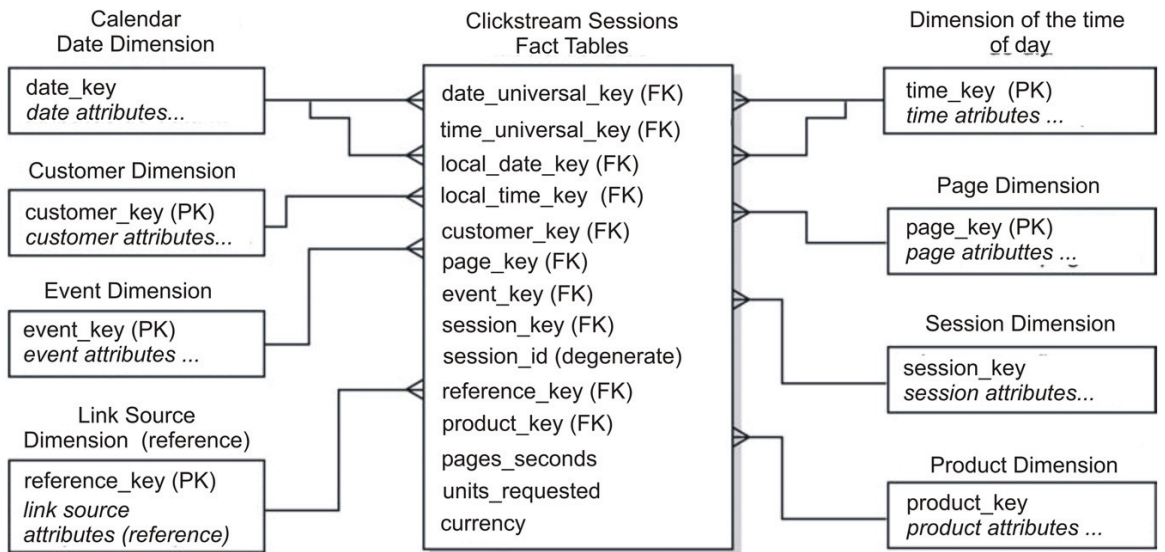 Calendar
Date Dimension
date_key
date attributes...
Customer Dimension
customer_key (PK)
customer attributes...
Event Dimension
event_key (PK)
event attributes ...
Link Source
Dimension (reference)
reference_key (PK)
link source
attributes (reference)
Clickstream Sessions
Fact Tables
date_universal_key (FK)
time_universal_key (FK)
local_date_key (FK)
local_time_key (FK)
customer_key (FK)
page_key (FK)
event_key (FK)
session_key (FK)
session_id (degenerate)
reference_key (FK)
product_key (FK)
pages_seconds
units_requested
currency
Dimension of the time
of day
time_key (PK)
time atributes ...
Page Dimension
page_key (PK)
page atributtes ...
Session Dimension
session_key
session attributes...
Product Dimension
product_key
product attributes ...